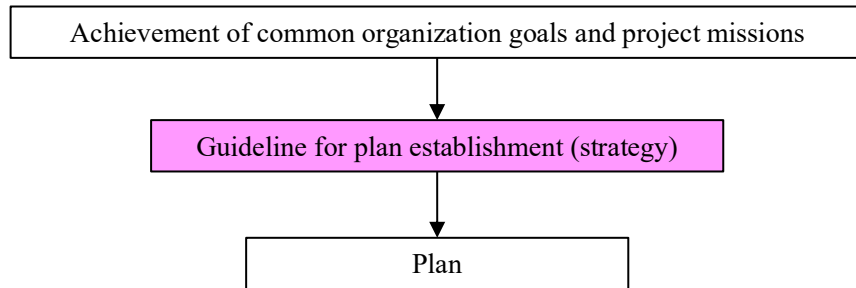 Achievement of common organization goals and project missions
Guideline for plan establishment (strategy)
Plan